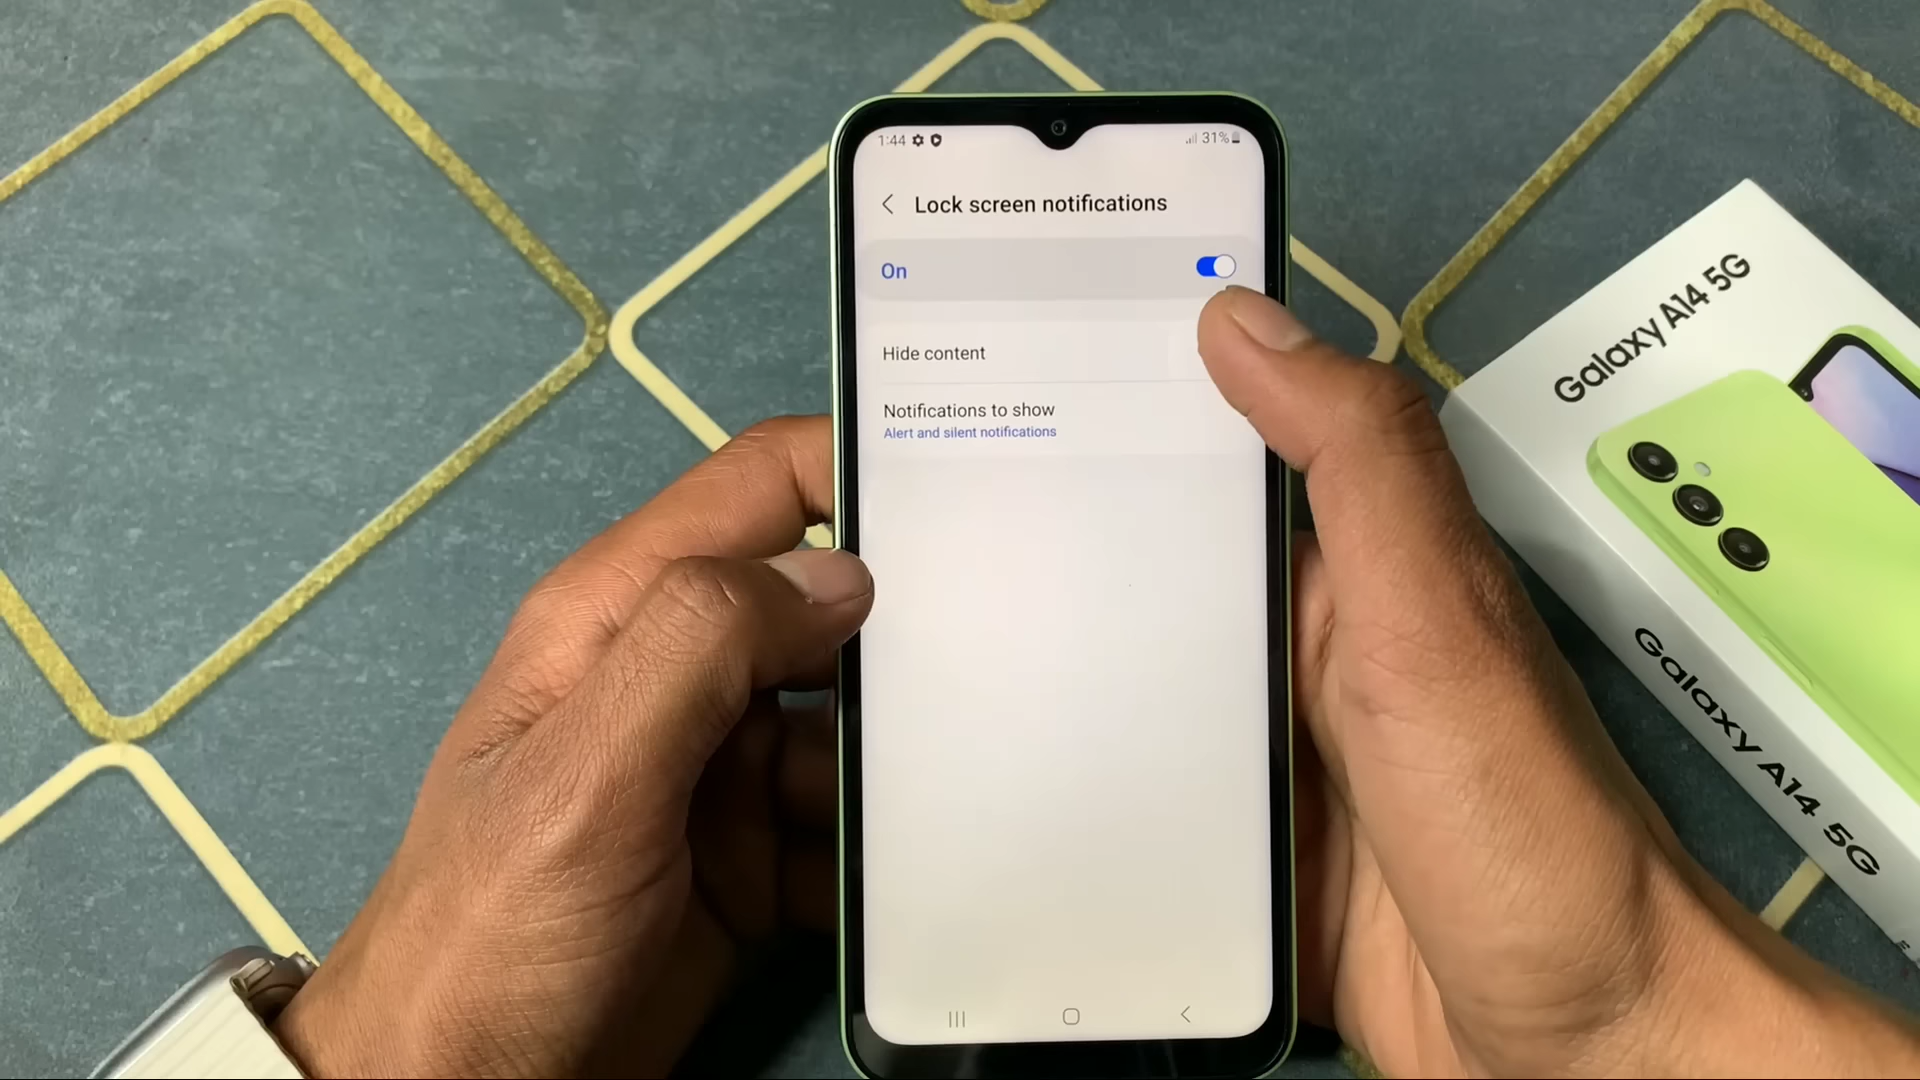 1:44
31%
Lock screen notifications
On
Hide content
Notifications to show
Alert and silent notifications
Galaxy A14 5G
Galaxy A14 5G